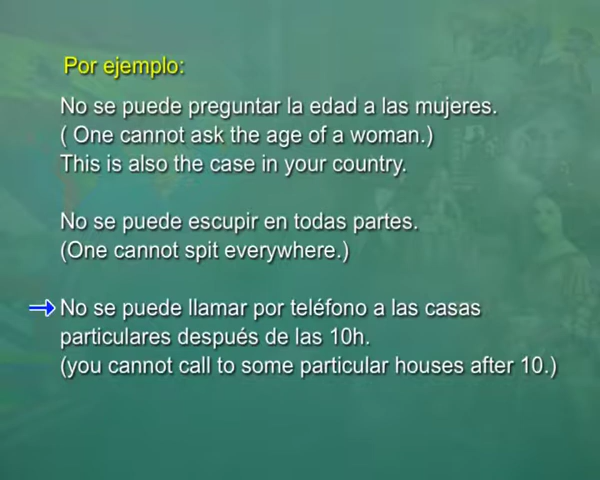 Por ejemplo:
No se puede preguntar la edad a las mujeres.
( One cannot ask the age of a woman.)
This is also the case in your country.
No se puede escupir en todas partes.
(One cannot spit everywhere.)
No se puede llamar por teléfono a las casas
particulares después de las 10h.
(you cannot call to some particular houses after 10.)